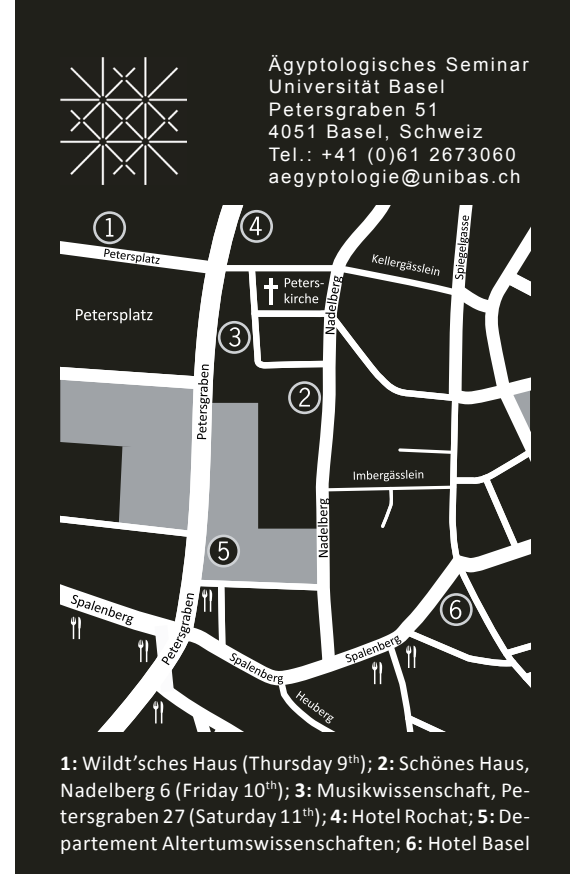 Ägyptologisches Seminar
Universität Basel
Petersgraben 51
4051 Basel, Schweiz
Tel.: +41 (0)61 2673060
aegyptologie@unibas.ch
1
4
Petersplatz
Kellergässlein
Spiegelgasse
Peters-
kirche
Nadelberg
Petersplatz
3
2
Petersgraben
Imbergässlein
Nadelberg
5
Spalenberg
6
Petersgraben
Spalenberg
Spalenberg
Heuberg
1: Wildt’sches Haus (Thursday 9th); 2: Schönes Haus,
Nadelberg 6 (Friday 10th); 3: Musikwissenschaft, Pe-
tersgraben 27 (Saturday 11th); 4: Hotel Rochat; 5: De-
partement Altertumswissenschaften; 6: Hotel Basel